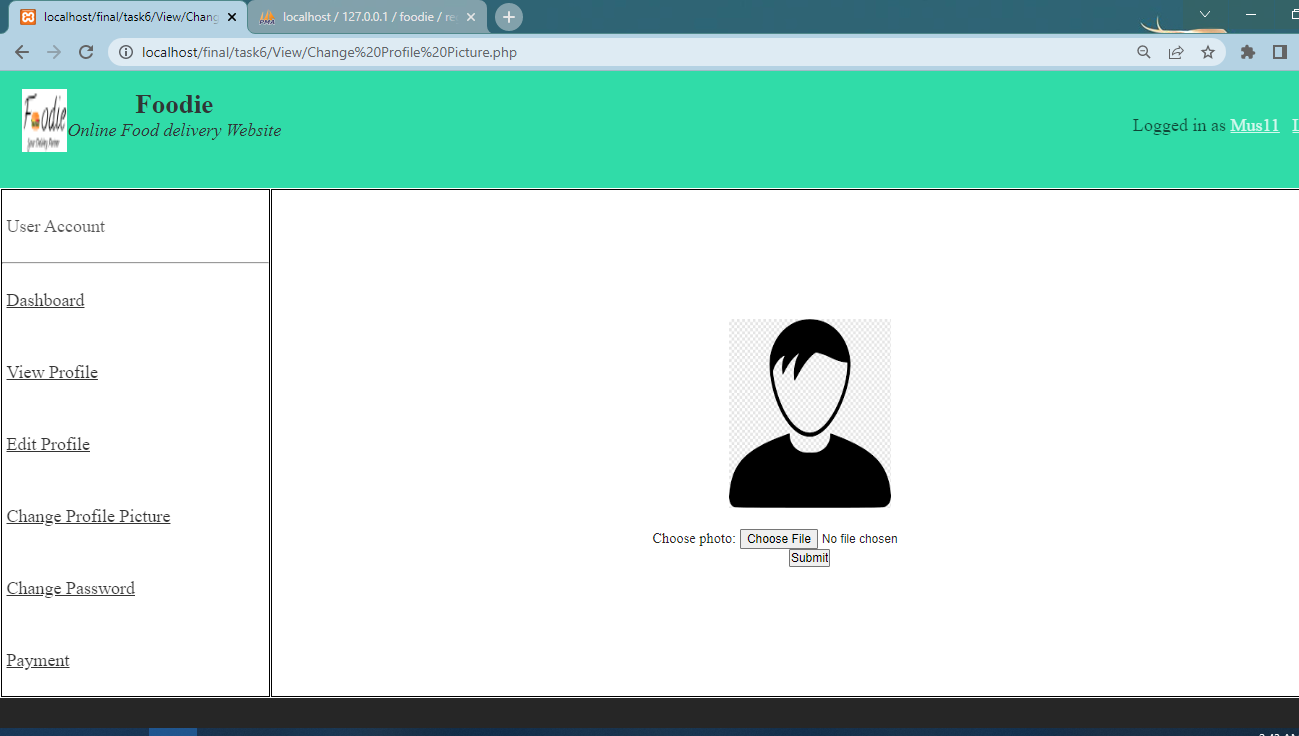 localhost/final/task6/View/Chang
localhost / 127.0.0.1 / foodie / re
localhost/final/task6/View/Change%20Profile%20Picture.php
Foodie
Foodie
Online Food delivery Website
Logged in as Mus11
User Account
Dashboard
View Profile
Edit Profile
Change Profile Picture
Change Password
Payment
Choose photo: Choose File No file chosen
Submit